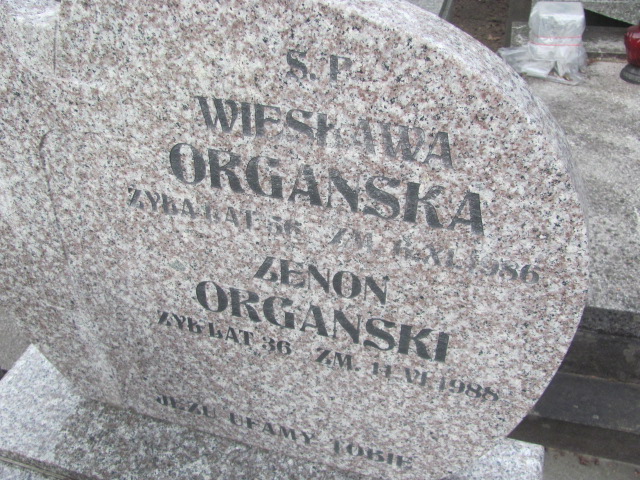 Ś. P.
WIESŁAWA
ORGANSKA
ŻYŁA LAT 56 ZM. XI.1986
ZENON
ORGANSKI
ŻYŁ LAT 36 ZM. 11.VI.1988
JEZU UFAMY TOBIE